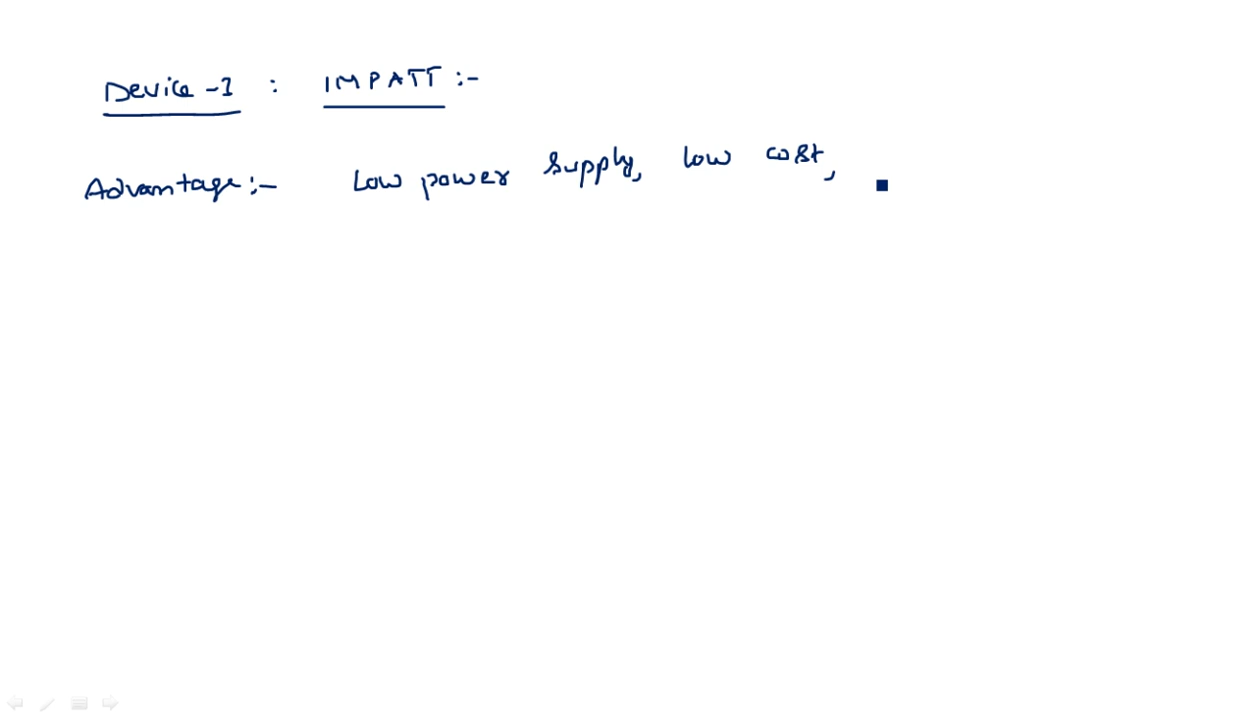 Device-1 : IMPATT :-
Advantage:- Low power supply, low cost,